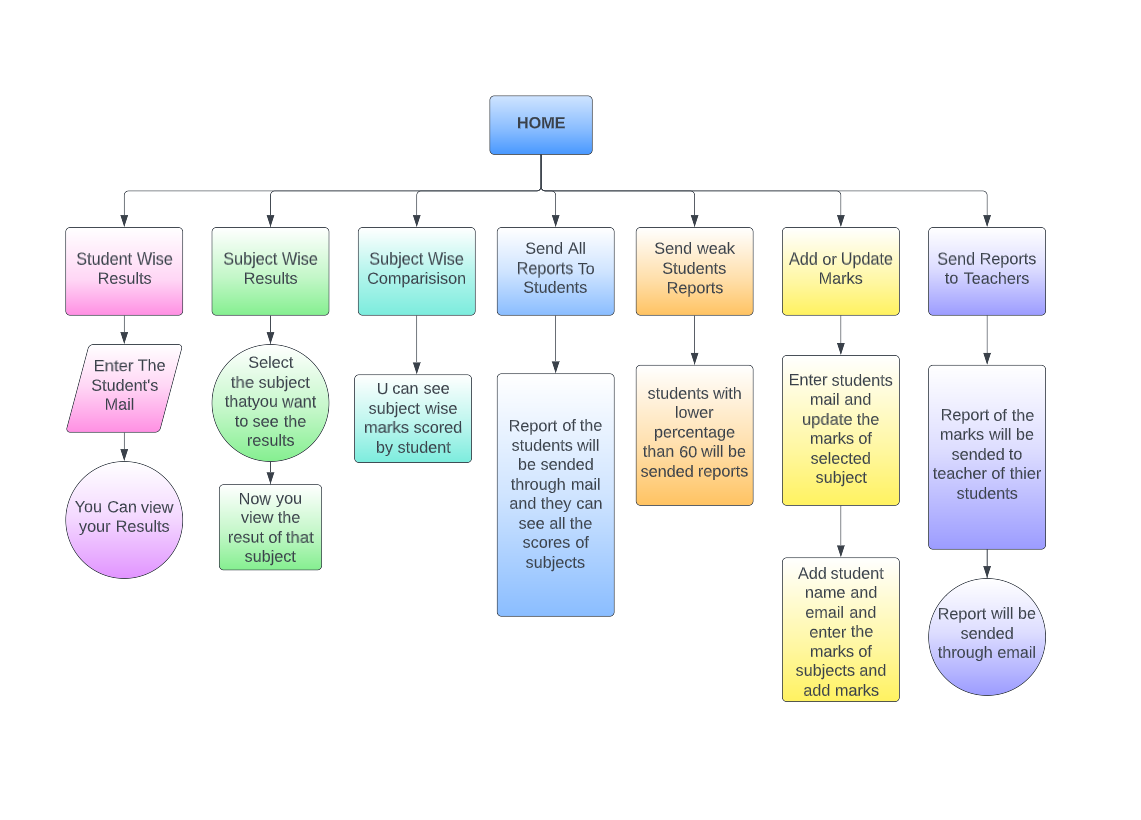 HOME
Student Wise
Results
Subject Wise
Results
Subject Wise
Comparisison
Send All
Reports To
Students
Send weak
Students
Reports
Add or Update
Marks
Send Reports
to Teachers
Enter The
Student's
Mail
You Can view
your Results
Select
the subject
thatyou want
to see the
results
Now you
view the
resut of that
subject
U can see
subject wise
marks scored
by student
Report of the
students will
be sended
through mail
and they can
see all the
scores of
subjects
students with
lower
percentage
than 60 will be
sended reports
Enter students
mail and
update the
marks of
selected
subject
Add student
name and
email and
enter the
marks of
subjects and
add marks
Report of the
marks will be
sended to
teacher of thier
students
Report will be
sended
through email